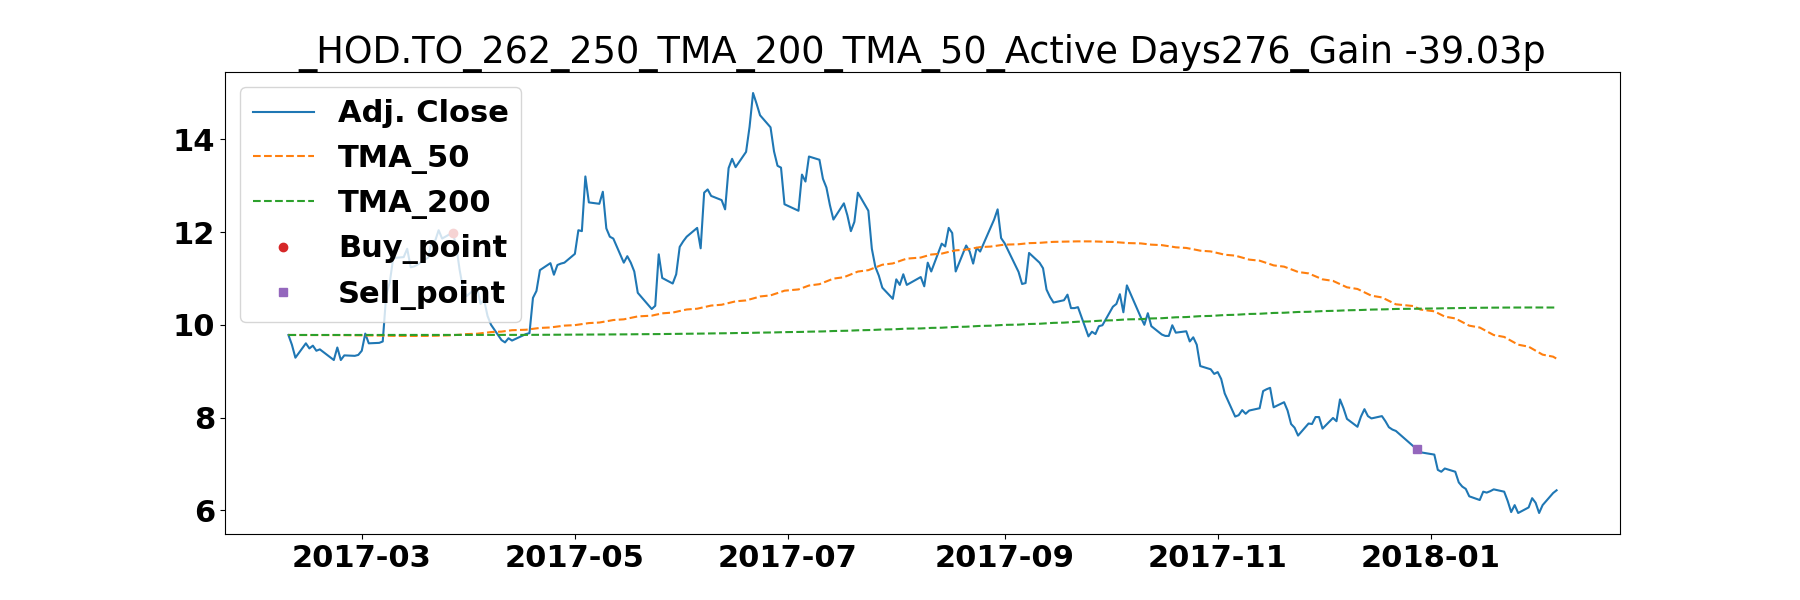 _HOD.TO_262_250_TMA_200_TMA_50_Active Days276_Gain -39.03p
Adj. Close
TMA_50
TMA_200
Buy_point
Sell_point
14
12
10
8
6
2017-03 2017-05 2017-07 2017-09 2017-11 2018-01